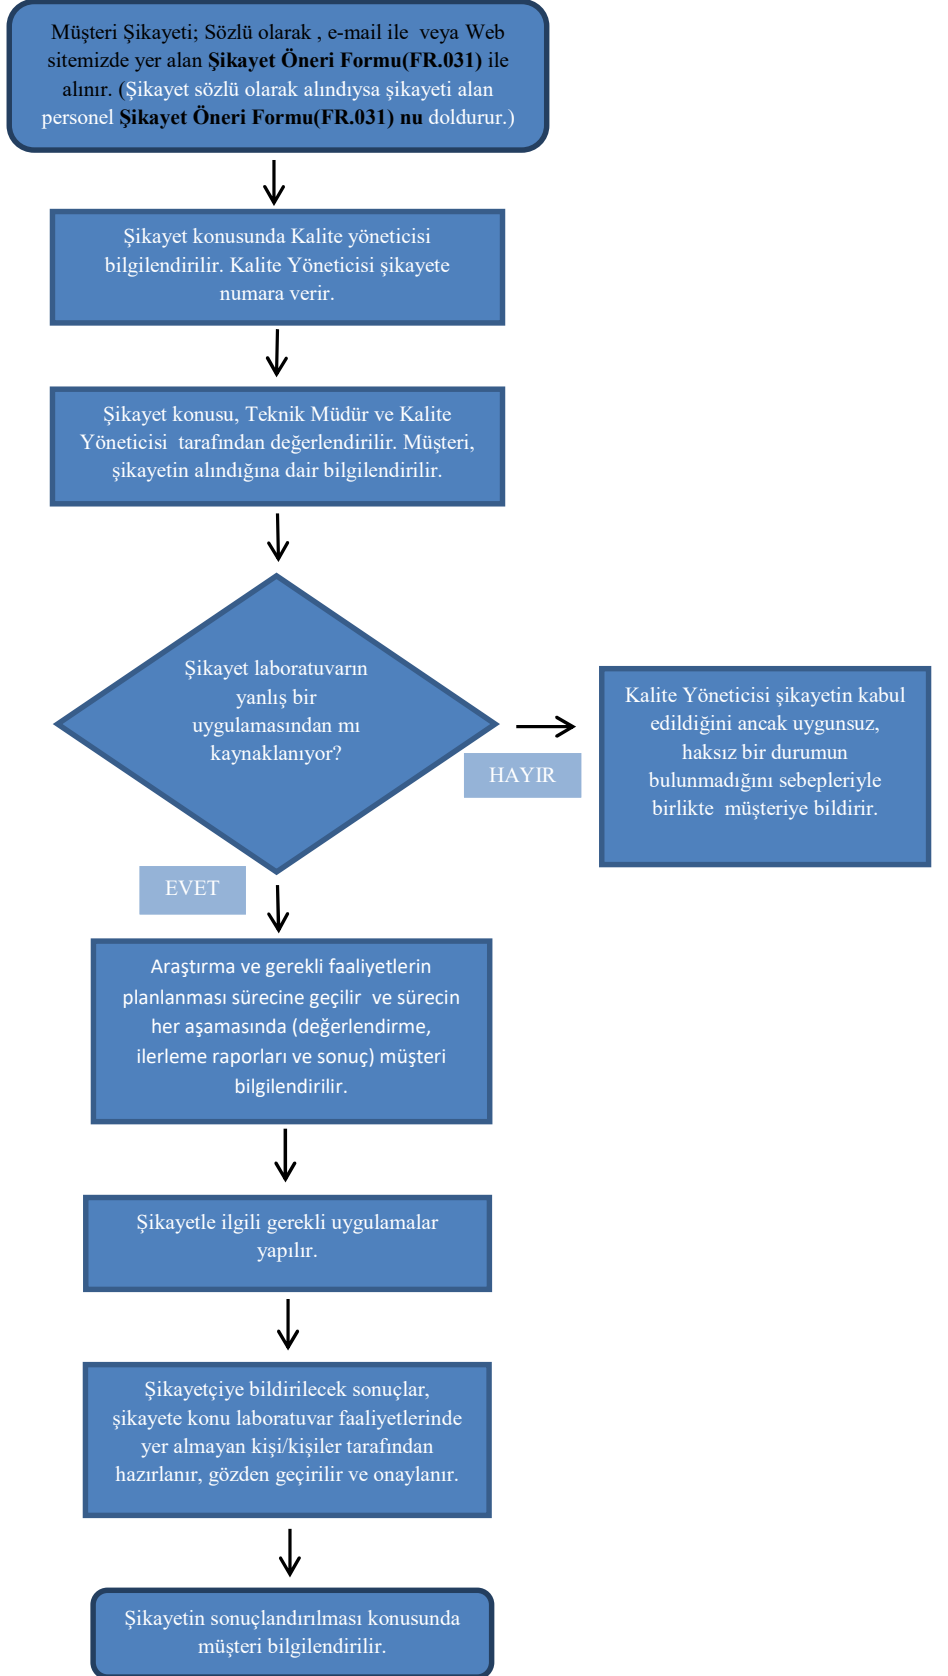 Müşteri Şikayeti; Sözlü olarak , e-mail ile  veya Web
sitemizde yer alan Şikayet Öneri Formu(FR.031) ile
alınır. (Şikayet sözlü olarak alındıysa şikayeti alan
personel Şikayet Öneri Formu(FR.031) nu doldurur.)
Şikayet konusunda Kalite yöneticisi
bilgilendirilir. Kalite Yöneticisi şikayete
numara verir.
Şikayet konusu, Teknik Müdür ve Kalite
Yöneticisi  tarafından değerlendirilir. Müşteri,
şikayetin alındığına dair bilgilendirilir.
Şikayet laboratuvarın
yanlış bir
uygulamasından mı
kaynaklanıyor?
HAYIR
Kalite Yöneticisi şikayetin kabul
edildiğini ancak uygunsuz,
haksız bir durumun
bulunmadığını sebepleriyle
birlikte  müşteriye bildirir.
EVET
Araştırma ve gerekli faaliyetlerin
planlanması sürecine geçilir  ve sürecin
her aşamasında (değerlendirme,
ilerleme raporları ve sonuç) müşteri
bilgilendirilir.
Şikayetle ilgili gerekli uygulamalar
yapılır.
Şikayetçiye bildirilecek sonuçlar,
şikayete konu laboratuvar faaliyetlerinde
yer almayan kişi/kişiler tarafından
hazırlanır, gözden geçirilir ve onaylanır.
Şikayetin sonuçlandırılması konusunda
müşteri bilgilendirilir.